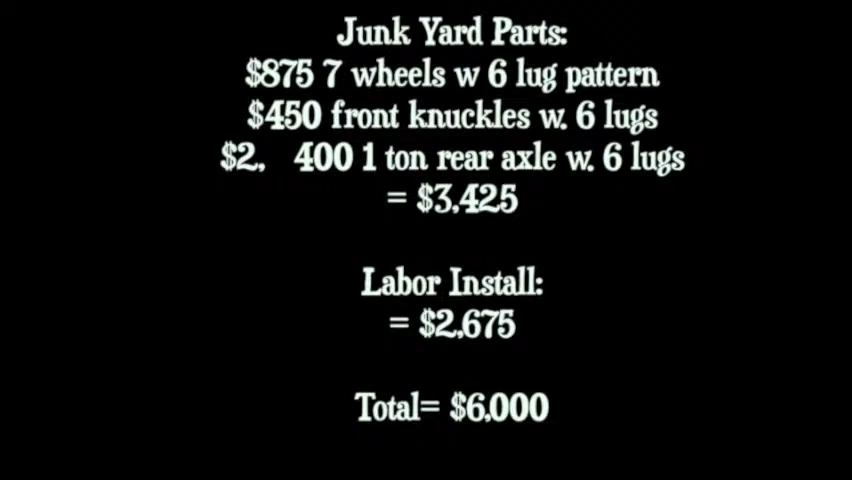 Junk Yard Parts:
$875 7 wheels w 6 lug pattern
$450 front knuckles w. 6 lugs
$2, 400 1 ton rear axle w. 6 lugs
= $3,425
Labor Install:
= $2,675
Total= $6,000